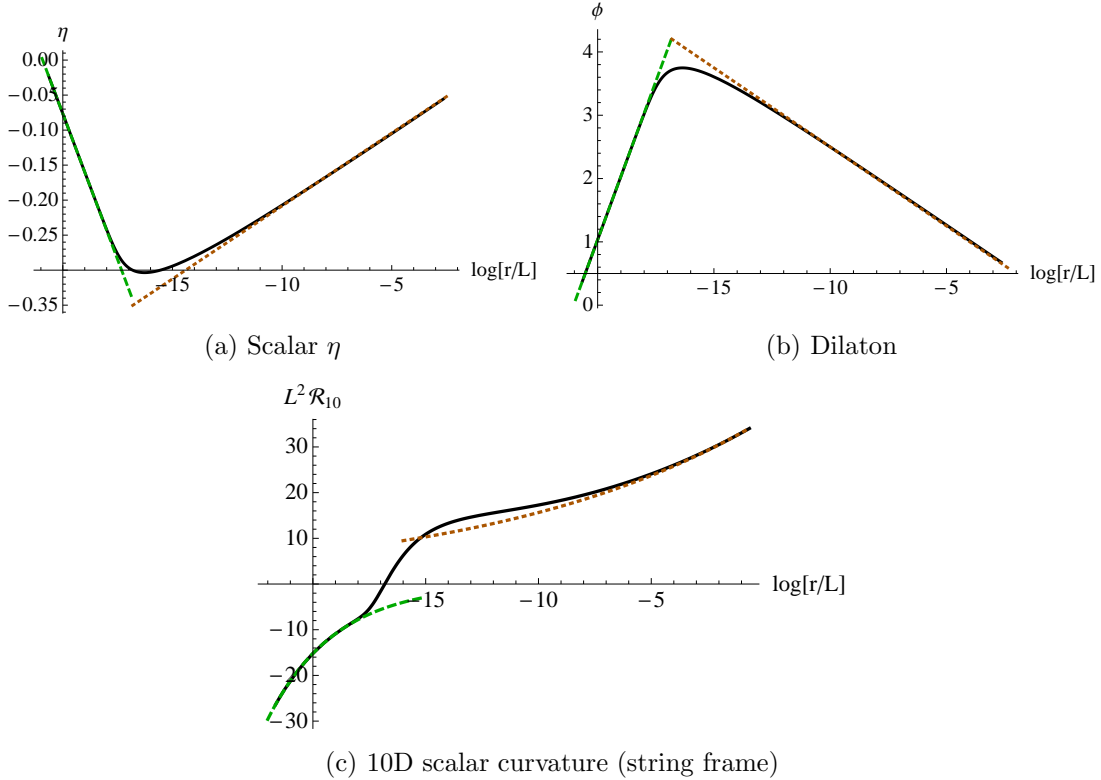 η
0.00
−0.05
−0.10
−0.15
−0.20
−0.25
−0.35
−15 −10 −5
log[r/L]
(a) Scalar η
ϕ
4
3
2
1
0
−15 −10 −5
log[r/L]
(b) Dilaton
L² ℛ₁₀
30
20
10
−10
−20
−30
−15 −10 −5
log[r/L]
(c) 10D scalar curvature (string frame)